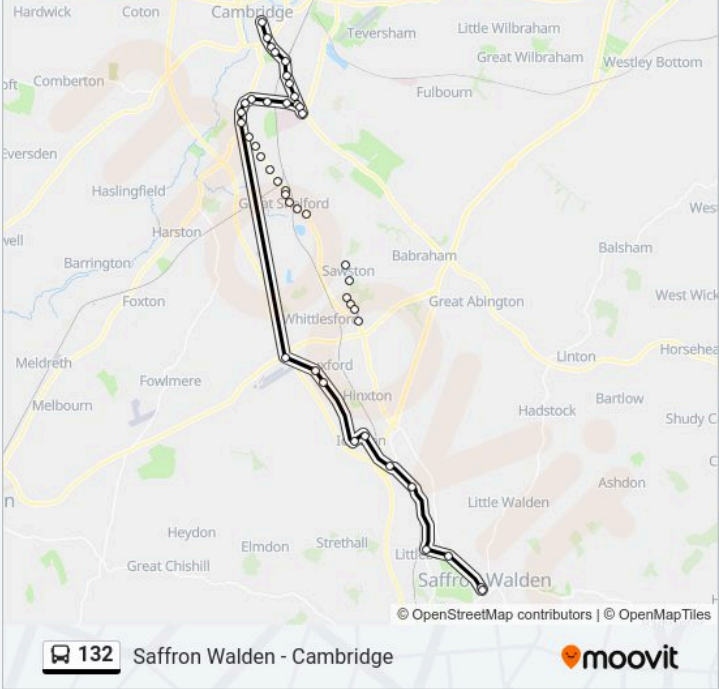 Hardwick
Coton
Cambridge
Teversham
Little Wilbraham
Great Wilbraham
Westley Bottom
Comberton
Fulbourn
Eversden
Haslingfield
Harston
Balsham
Barrington
Babraham
Sawston
Foxton
Great Abington
West Wick
Whittlesford
Meldreth
Linton
Horsehea
Fowlmere
Hinxton
Melbourn
Bartlow
Hadstock
Shudy C
Ashdon
Little Walden
Heydon
Elmdon
Strethall
Great Chishill
Saffron Walden
© OpenStreetMap contributors | © OpenMapTiles
132 Saffron Walden - Cambridge
moovit